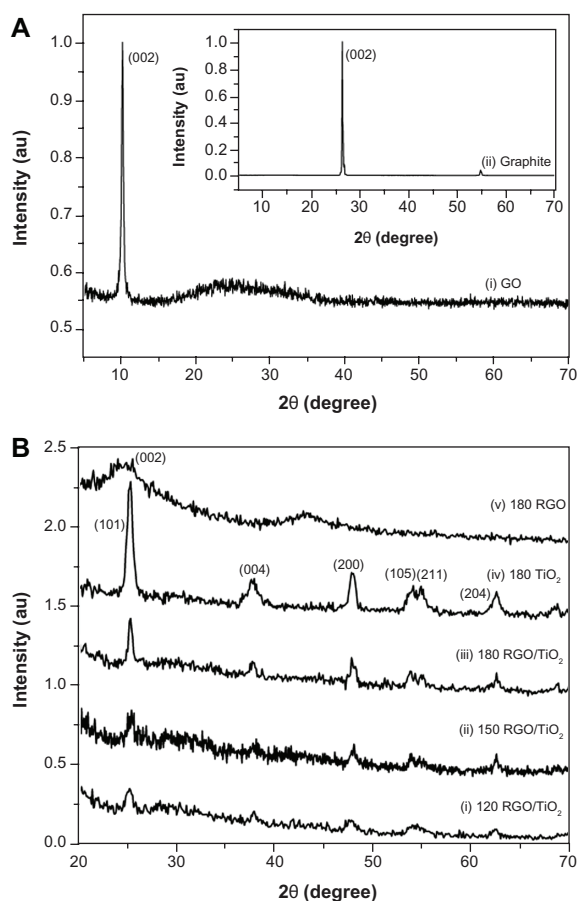 A
1.0
0.9
0.8
0.7
0.6
0.5
Intensity (au)
(002)
(i) GO
10 20 30 40 50 60 70
2θ (degree)
1.0
0.8
0.6
0.4
0.2
0.0
Intensity (au)
(002)
(ii) Graphite
10 20 30 40 50 60 70
2θ (degree)
B
2.5
2.0
1.5
1.0
0.5
0.0
Intensity (au)
(002)
(v) 180 RGO
(101)
(004)
(200)
(105) (211)
(iv) 180 TiO₂
(204)
(iii) 180 RGO/TiO₂
(ii) 150 RGO/TiO₂
(i) 120 RGO/TiO₂
20 30 40 50 60 70
2θ (degree)